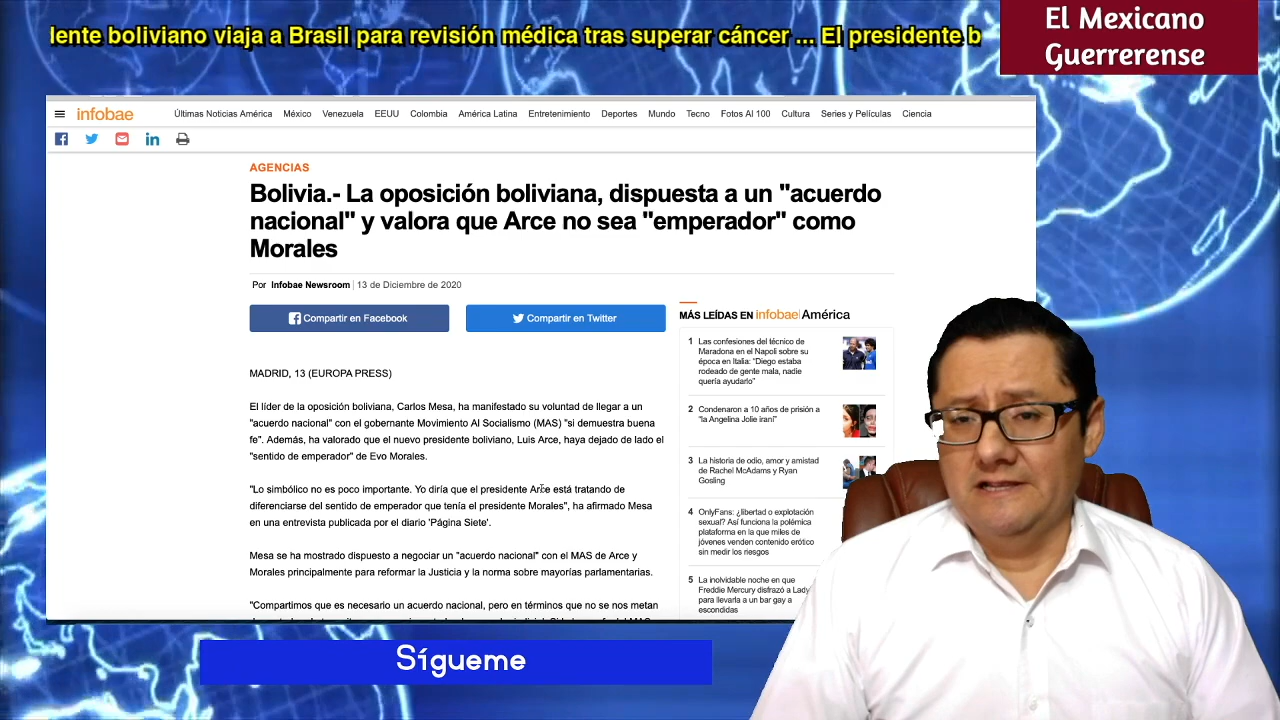 dente boliviano viaja a Brasil para revisión médica tras superar cáncer ... El presidente b
El Mexicano
Guerrerense
infobae
Últimas Noticias América México Venezuela EEUU Colombia América Latina Entretenimiento Deportes Mundo Tecno Fotos Al 100 Cultura Series y Películas Ciencia
AGENCIAS
Bolivia.- La oposición boliviana, dispuesta a un "acuerdo
nacional" y valora que Arce no sea "emperador" como
Morales
Por Infobae Newsroom | 13 de Diciembre de 2020
Compartir en Facebook
Compartir en Twitter
MADRID, 13 (EUROPA PRESS)
El líder de la oposición boliviana, Carlos Mesa, ha manifestado su voluntad de llegar a un
"acuerdo nacional" con el gobernante Movimiento Al Socialismo (MAS) "si demuestra buena
fe". Además, ha valorado que el nuevo presidente boliviano, Luis Arce, haya dejado de lado el
"sentido de emperador" de Evo Morales.
"Lo simbólico no es poco importante. Yo diría que el presidente Arce está tratando de
diferenciarse del sentido de emperador que tenía el presidente Morales", ha afirmado Mesa
en una entrevista publicada por el diario 'Página Siete'.
Mesa se ha mostrado dispuesto a negociar un "acuerdo nacional" con el MAS de Arce y
Morales principalmente para reformar la Justicia y la norma sobre mayorías parlamentarias.
"Compartimos que es necesario un acuerdo nacional, pero en términos que no se nos metan
MÁS LEÍDAS EN infobae América
1 Las confesiones del técnico de
Maradona en el Napoli sobre su
época en Italia: "Diego estaba
rodeado de gente mala, nadie
quería ayudarlo"
2 Condenaron a 10 años de prisión a
"la Angelina Jolie iraní"
3 La historia de odio, amor y amistad
de Rachel McAdams y Ryan
Gosling
4 OnlyFans: ¿libertad o explotación
sexual? Así funciona la polémica
plataforma en la que miles de
jóvenes venden contenido erótico
sin medir los riesgos
5 La inolvidable noche en que
Freddie Mercury disfrazó a Lady
para llevarla a un bar gay a
escondidas
Sígueme